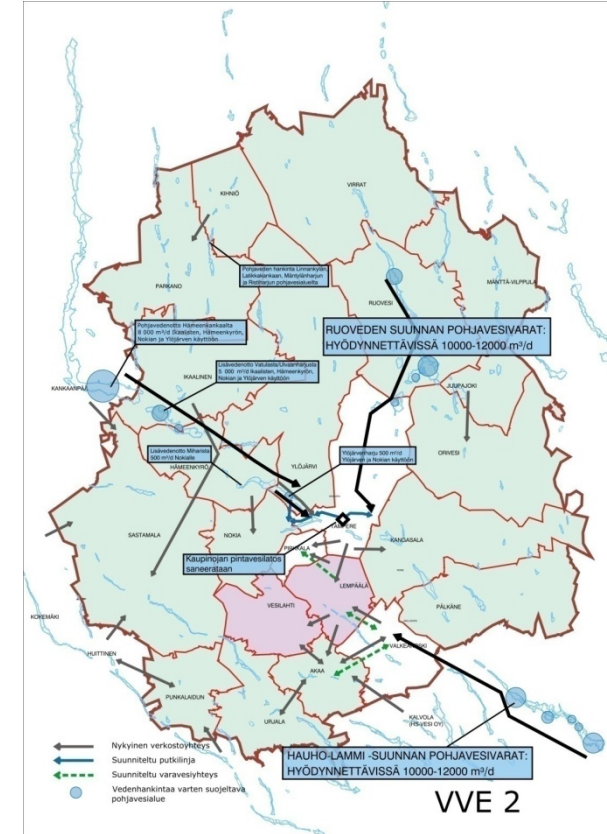 KIHNIÖ
VIRRAT
Pohjaveden hankinta Linnankylän,
Latikkakankaan, Mäntylänharjun
ja Ristiharjun pohjavesialueilta
PARKANO
MÄNTTÄ-VILPPULA
RUOVESI
Pohjavedenotto Hämeenkankaalta
8 000 m³/d Ikaalisten, Hämeenkyrön,
Nokian ja Ylöjärven käyttöön
RUOVEDEN SUUNNAN POHJAVESIVARAT:
HYÖDYNNETTÄVISSÄ 10000-12000 m³/d
KANKAANPÄÄ
IKAALINEN
Lisävedenotto Vatulasta/Ulvaanharjusta
5 000 m³/d Ikaalisten, Hämeenkyrön,
Nokian ja Ylöjärven käyttöön
JUUPAJOKI
Lisävedenotto Miharista
500 m³/d Nokialle
HÄMEENKYRÖ
YLÖJÄRVI
Ylöjärvenharju 500 m³/d
Ylöjärven ja Nokian käyttöön
ORIVESI
SASTAMALA
NOKIA
TAMPERE
PIRKKALA
KANGASALA
Kaupinojan pintavesilaitos
saneerataan
LEMPÄÄLÄ
VESILAHTI
PÄLKÄNE
KOKEMÄKI
HUITTINEN
VALKEAKOSKI
AKAA
PUNKALAIDUN
URJALA
KALVOLA
(HS-VESI OY)
Nykyinen verkostoyhteys
Suunniteltu putkilinja
Suunniteltu varavesiyhteys
Vedenhankintaa varten suojeltava
pohjavesialue
HAUHO-LAMMI -SUUNNAN POHJAVESIVARAT:
HYÖDYNNETTÄVISSÄ 10000-12000 m³/d
VVE 2